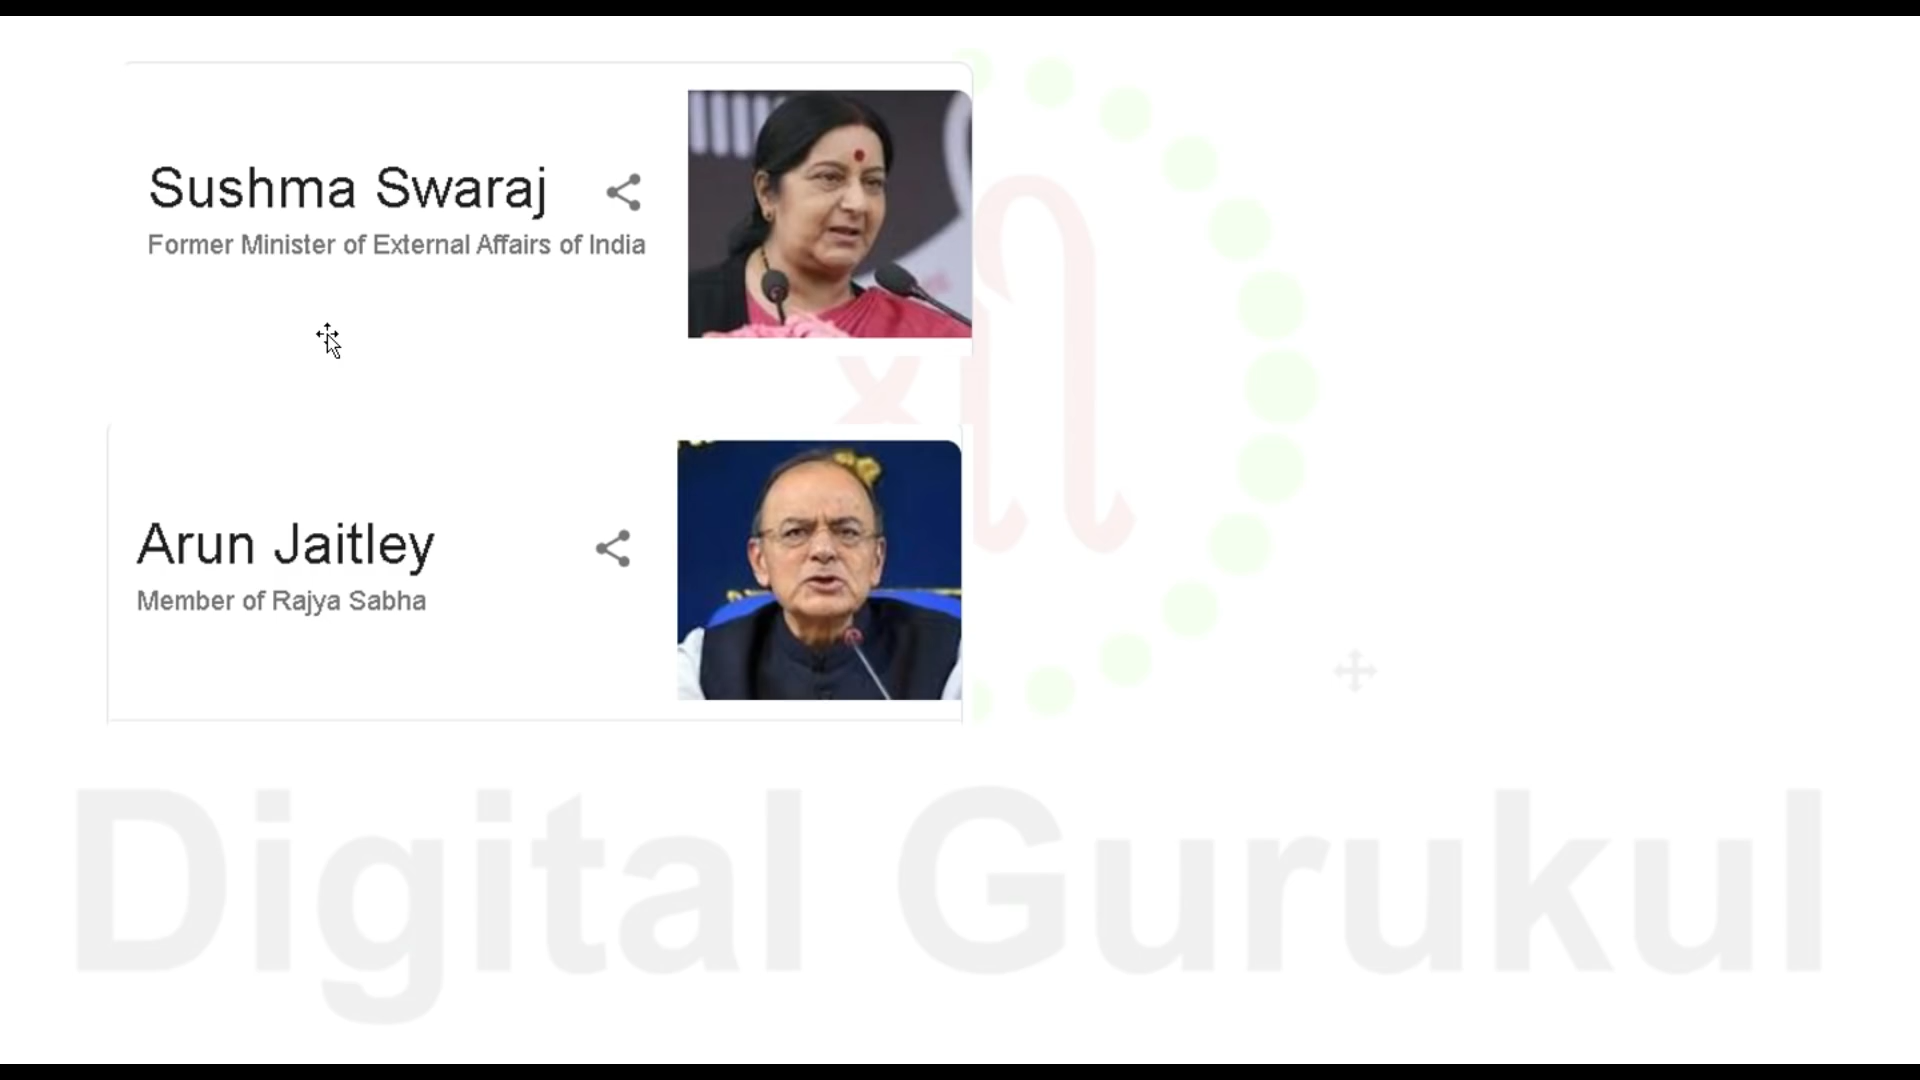 Sushma Swaraj
Former Minister of External Affairs of India
Arun Jaitley
Member of Rajya Sabha
Digital Gurukul